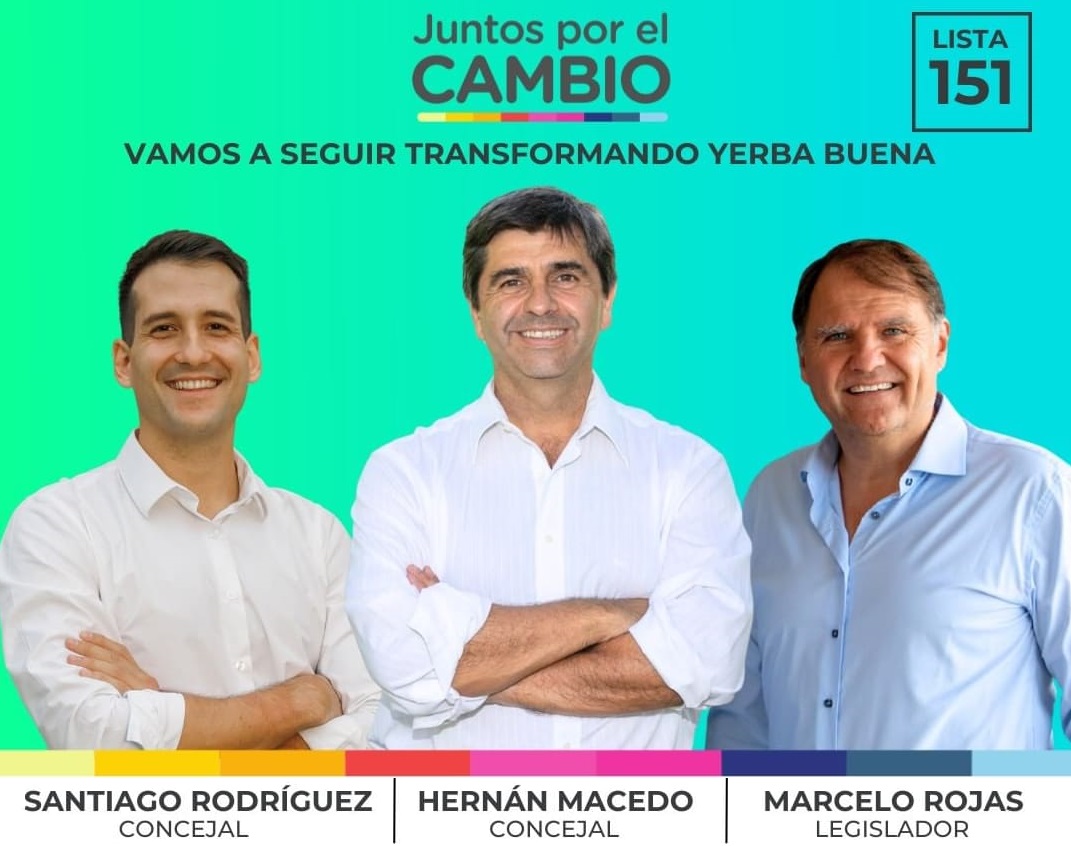 Juntos por el
CAMBIO
LISTA
151
VAMOS A SEGUIR TRANSFORMANDO YERBA BUENA
SANTIAGO RODRÍGUEZ
CONCEJAL
HERNÁN MACEDO
CONCEJAL
MARCELO ROJAS
LEGISLADOR